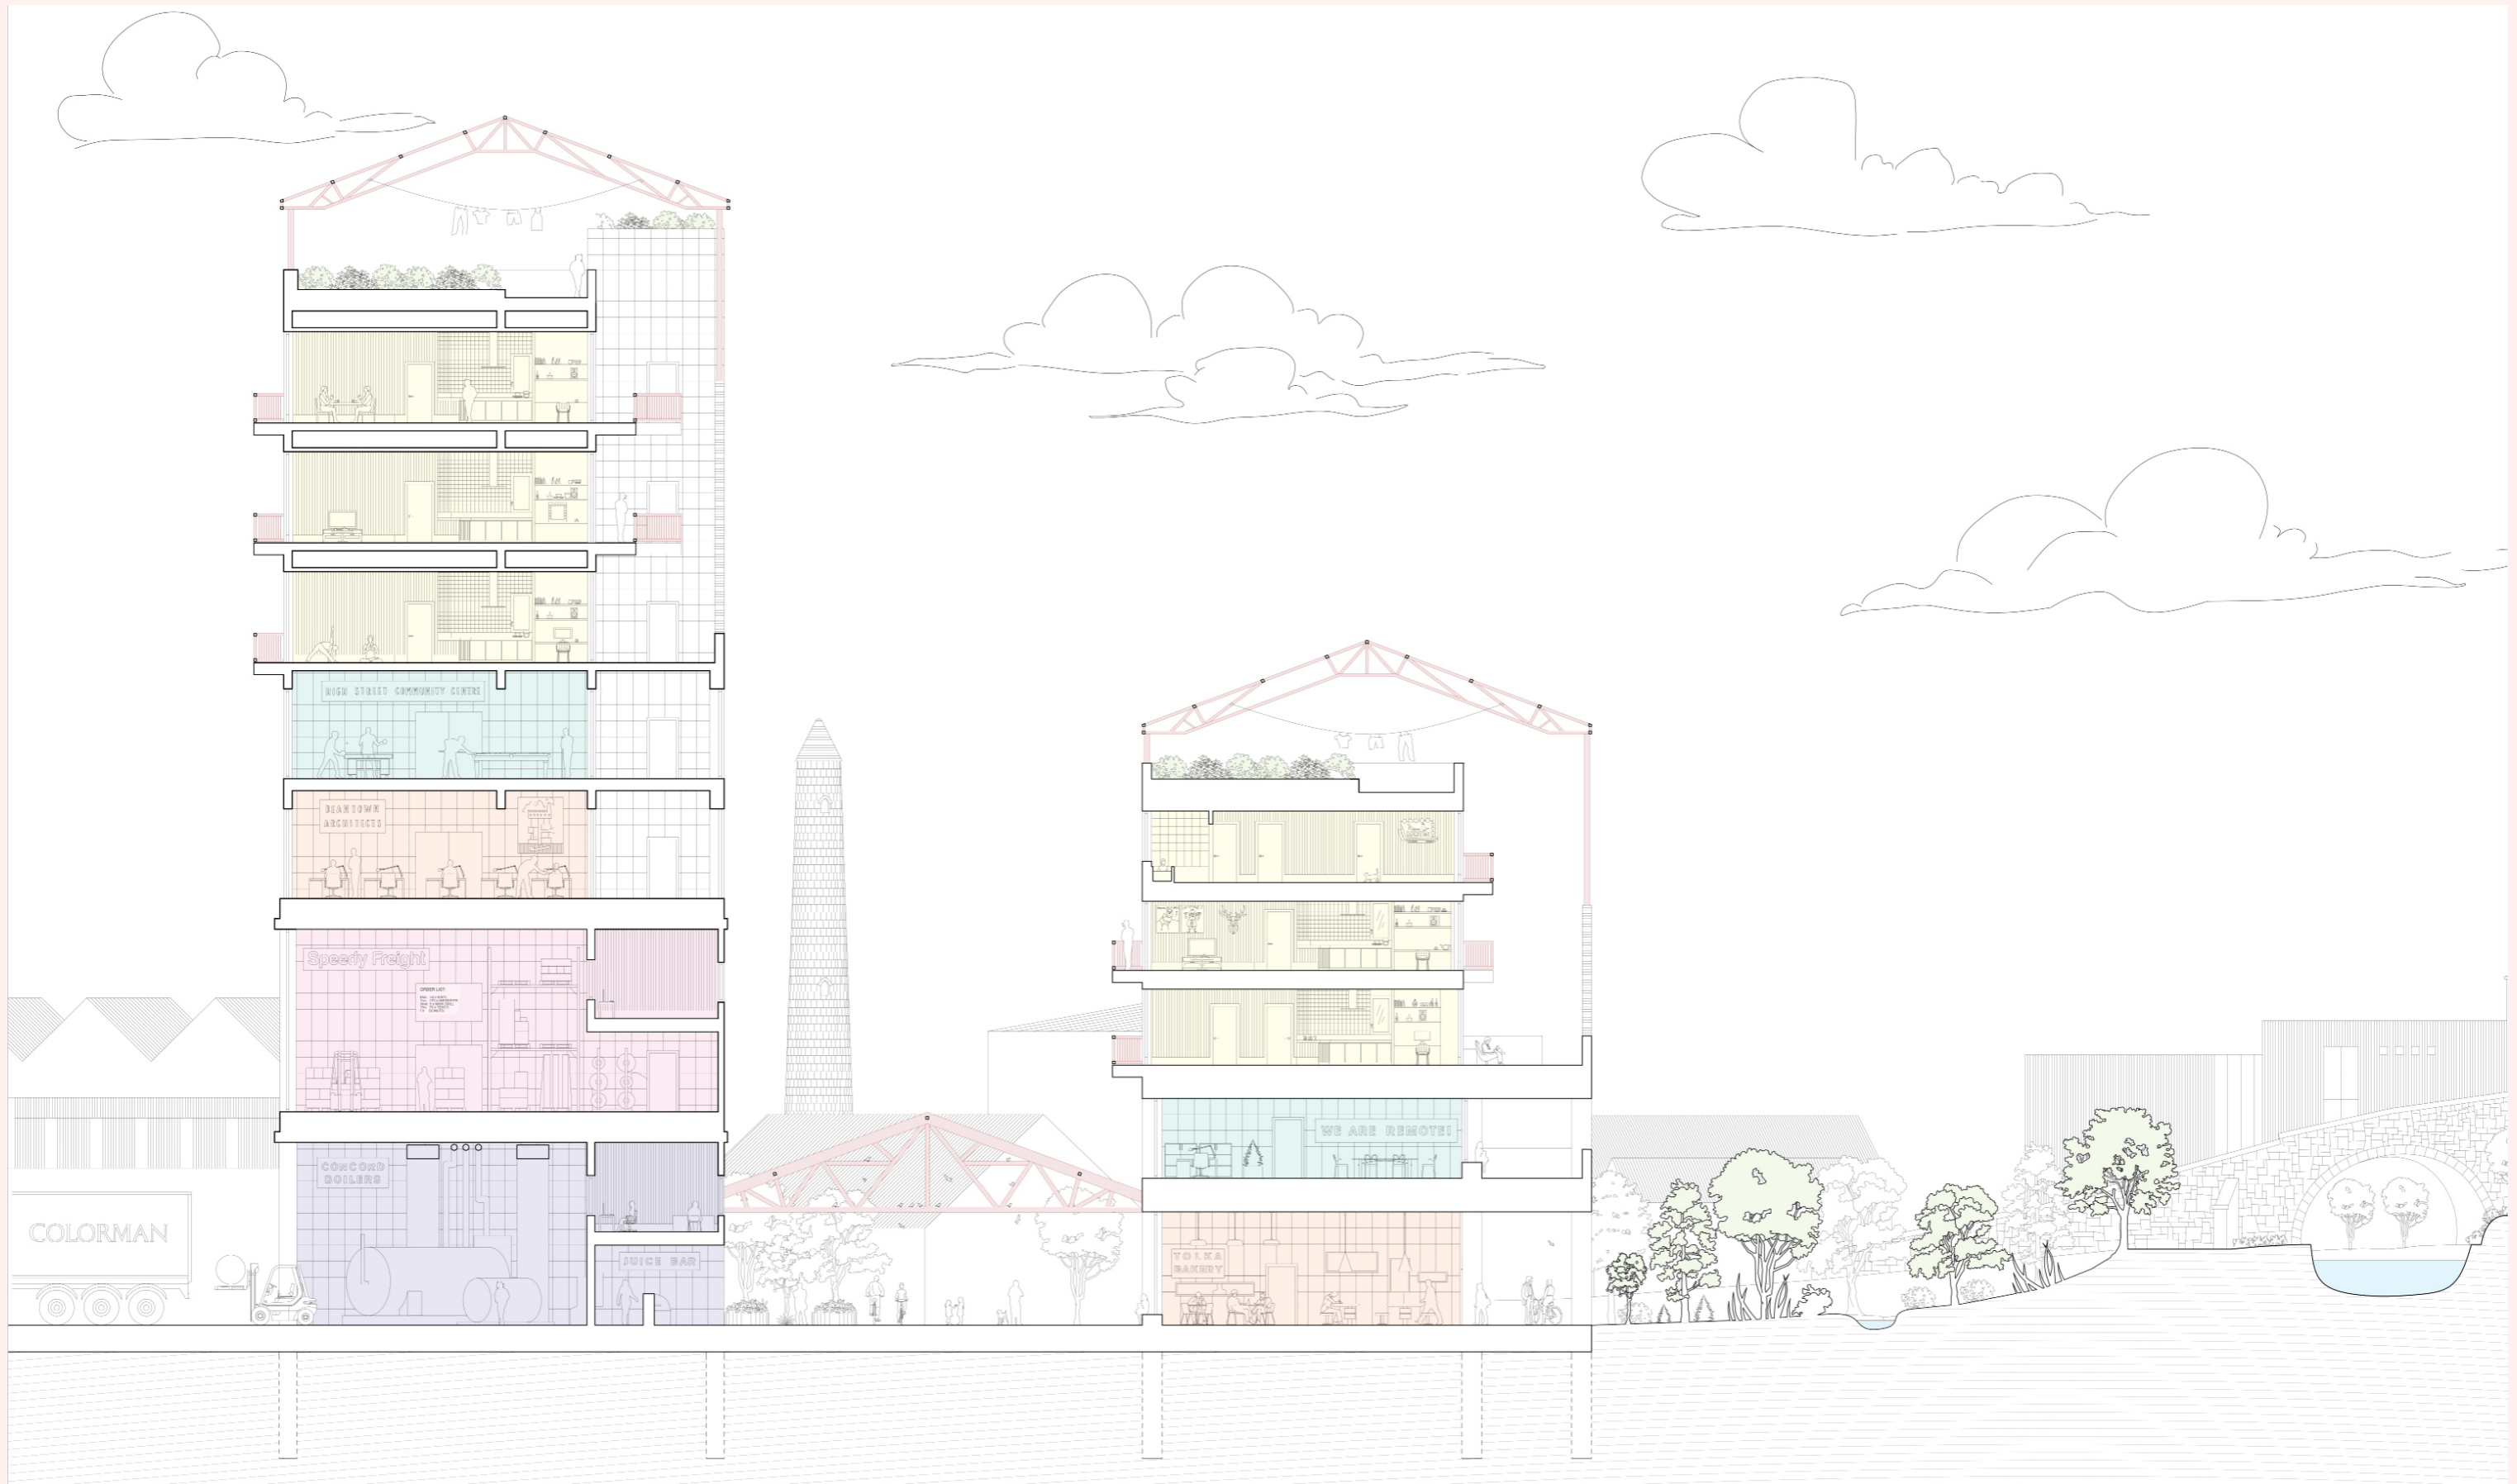 HIGH STREET COMMUNITY CENTRE
BEANTOWN
ARCHITECTS
Speedy Freight
ORDER LIST:
WE ARE REMOTE!
CONCORD
BOILERS
COLORMAN
JUICE BAR
TOLKA
BAKERY